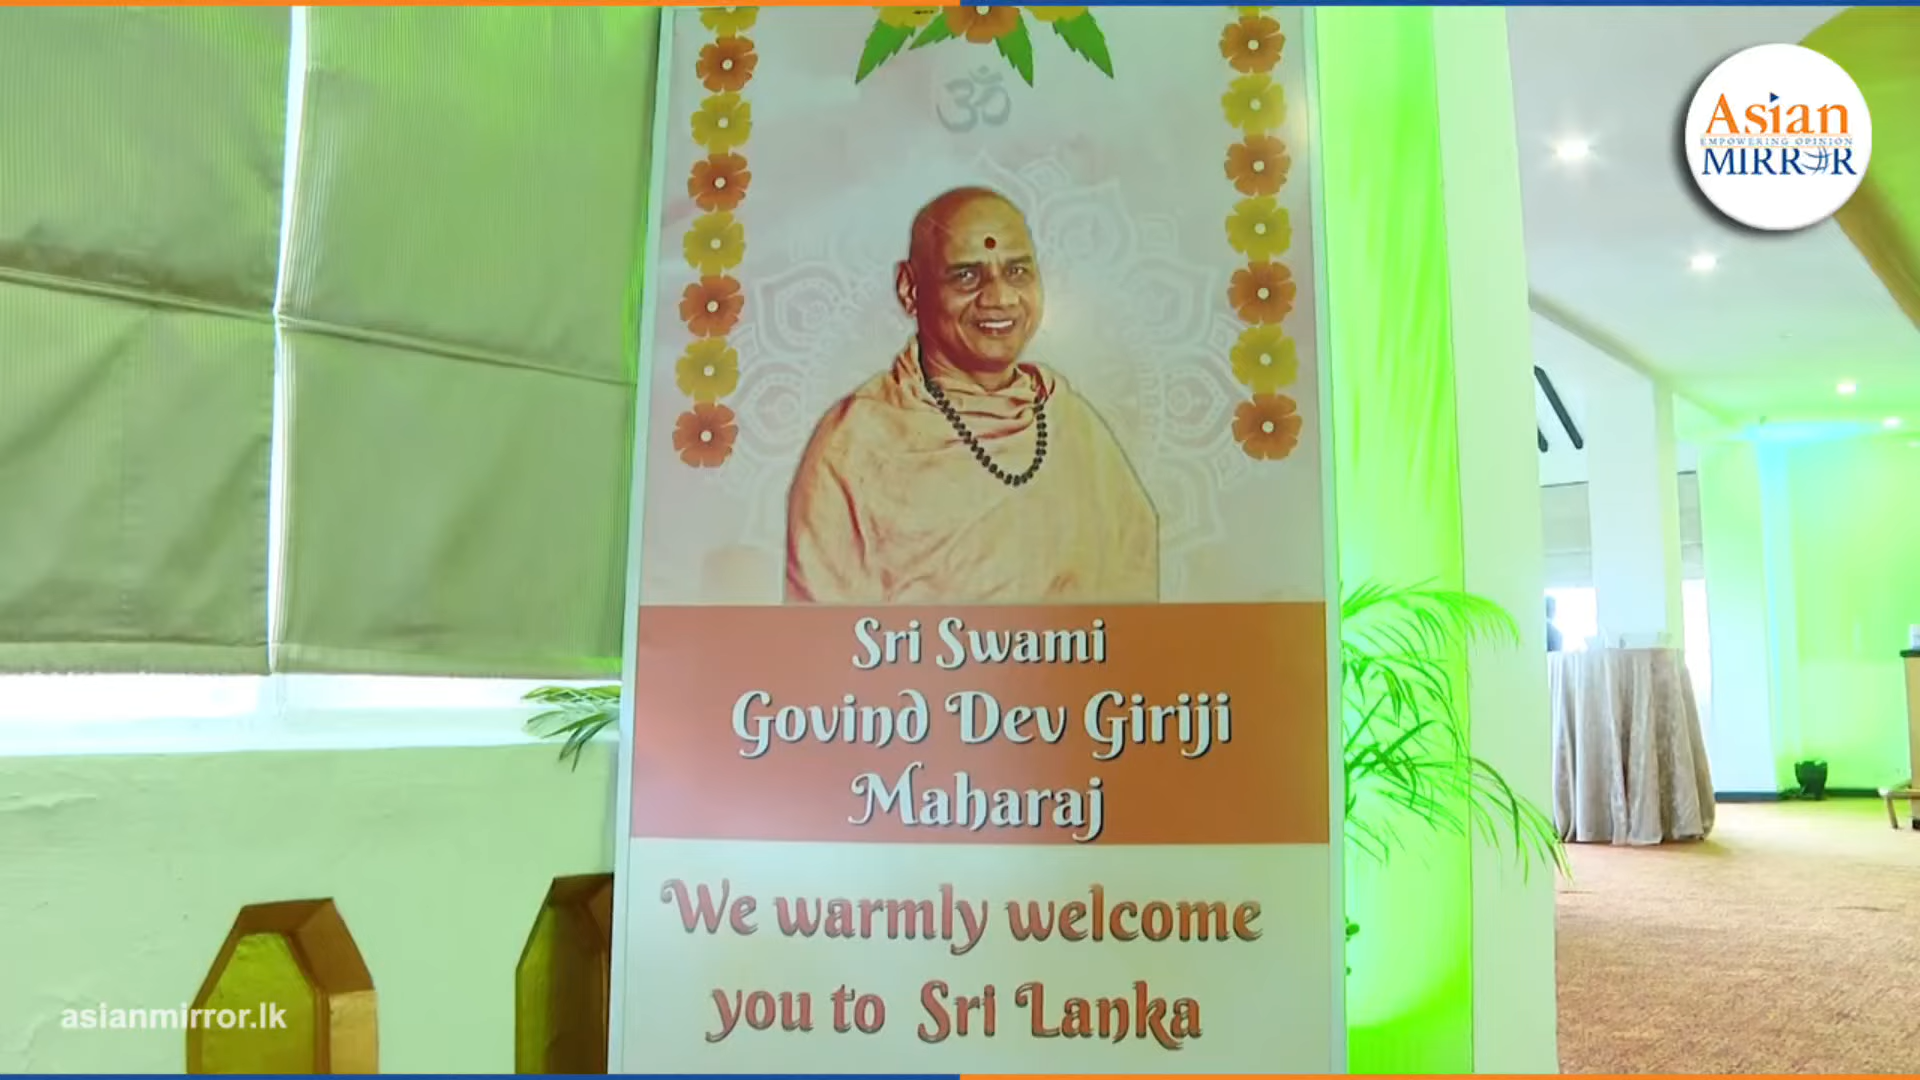 Asian
EMPOWERING OPINION
MIRROR
ॐ
Sri Swami
Govind Dev Giriji
Maharaj
We warmly welcome
you to Sri Lanka
asianmirror.lk